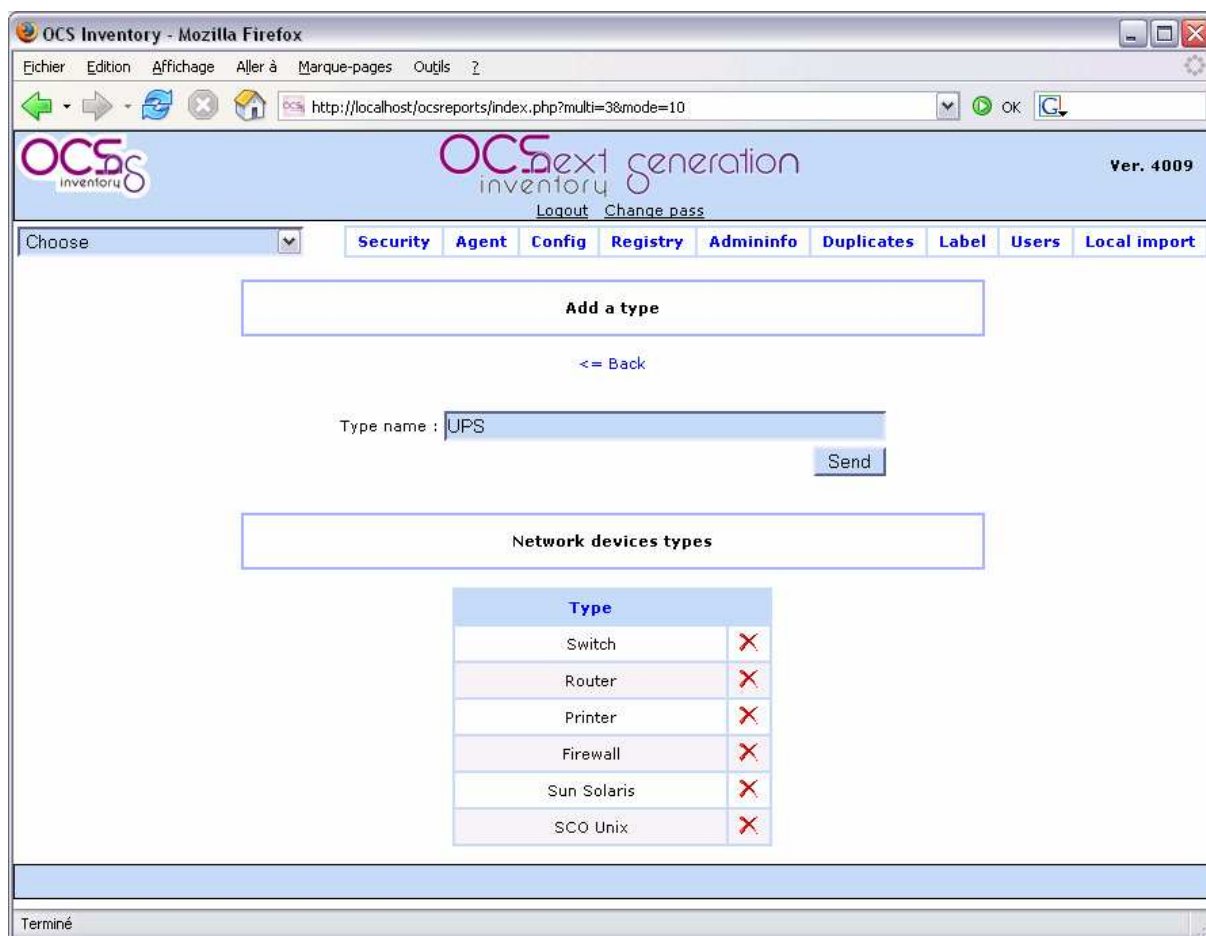 OCS Inventory - Mozilla Firefox
Fichier Edition Affichage Aller à Marque-pages Outils ?
http://localhost/ocsreports/index.php?multi=3&mode=10 OK G
OCS ng inventory
OCS inventory next generation
Ver. 4009
Logout Change pass
Choose Security Agent Config Registry Admininfo Duplicates Label Users Local import
Add a type
<= Back
Type name : UPS
Send
Network devices types
Type
Switch
Router
Printer
Firewall
Sun Solaris
SCO Unix
Terminé